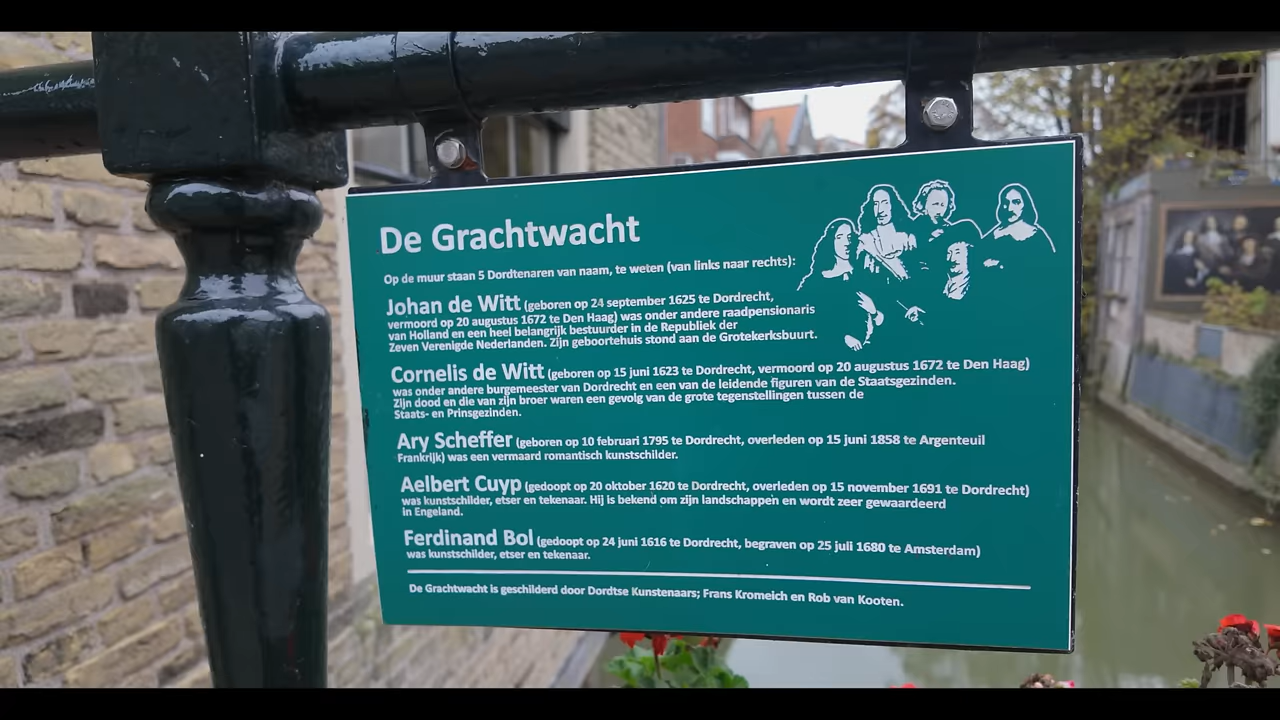 De Grachtwacht
Op de muur staan 5 Dordtenaren van naam, te weten (van links naar rechts):
Johan de Witt (geboren op 24 september 1625 te Dordrecht,
vermoord op 20 augustus 1672 te Den Haag) was onder andere raadpensionaris
van Holland en een heel belangrijk bestuurder in de Republiek der
Zeven Verenigde Nederlanden. Zijn geboortehuis stond aan de Grotekerksbuurt.
Cornelis de Witt (geboren op 15 juni 1623 te Dordrecht, vermoord op 20 augustus 1672 te Den Haag)
was onder andere burgemeester van Dordrecht en een van de leidende figuren van de Staatsgezinden.
Zijn dood en die van zijn broer waren een gevolg van de grote tegenstellingen tussen de
Staats- en Prinsgezinden.
Ary Scheffer (geboren op 10 februari 1795 te Dordrecht, overleden op 15 juni 1858 te Argenteuil
Frankrijk) was een vermaard romantisch kunstschilder.
Aelbert Cuyp (gedoopt op 20 oktober 1620 te Dordrecht, overleden op 15 november 1691 te Dordrecht)
was kunstschilder, etser en tekenaar. Hij is bekend om zijn landschappen en wordt zeer gewaardeerd
in Engeland.
Ferdinand Bol (gedoopt op 24 juni 1616 te Dordrecht, begraven op 25 juli 1680 te Amsterdam)
was kunstschilder, etser en tekenaar.
De Grachtwacht is geschilderd door Dordtse Kunstenaars; Frans Kromeich en Rob van Kooten.